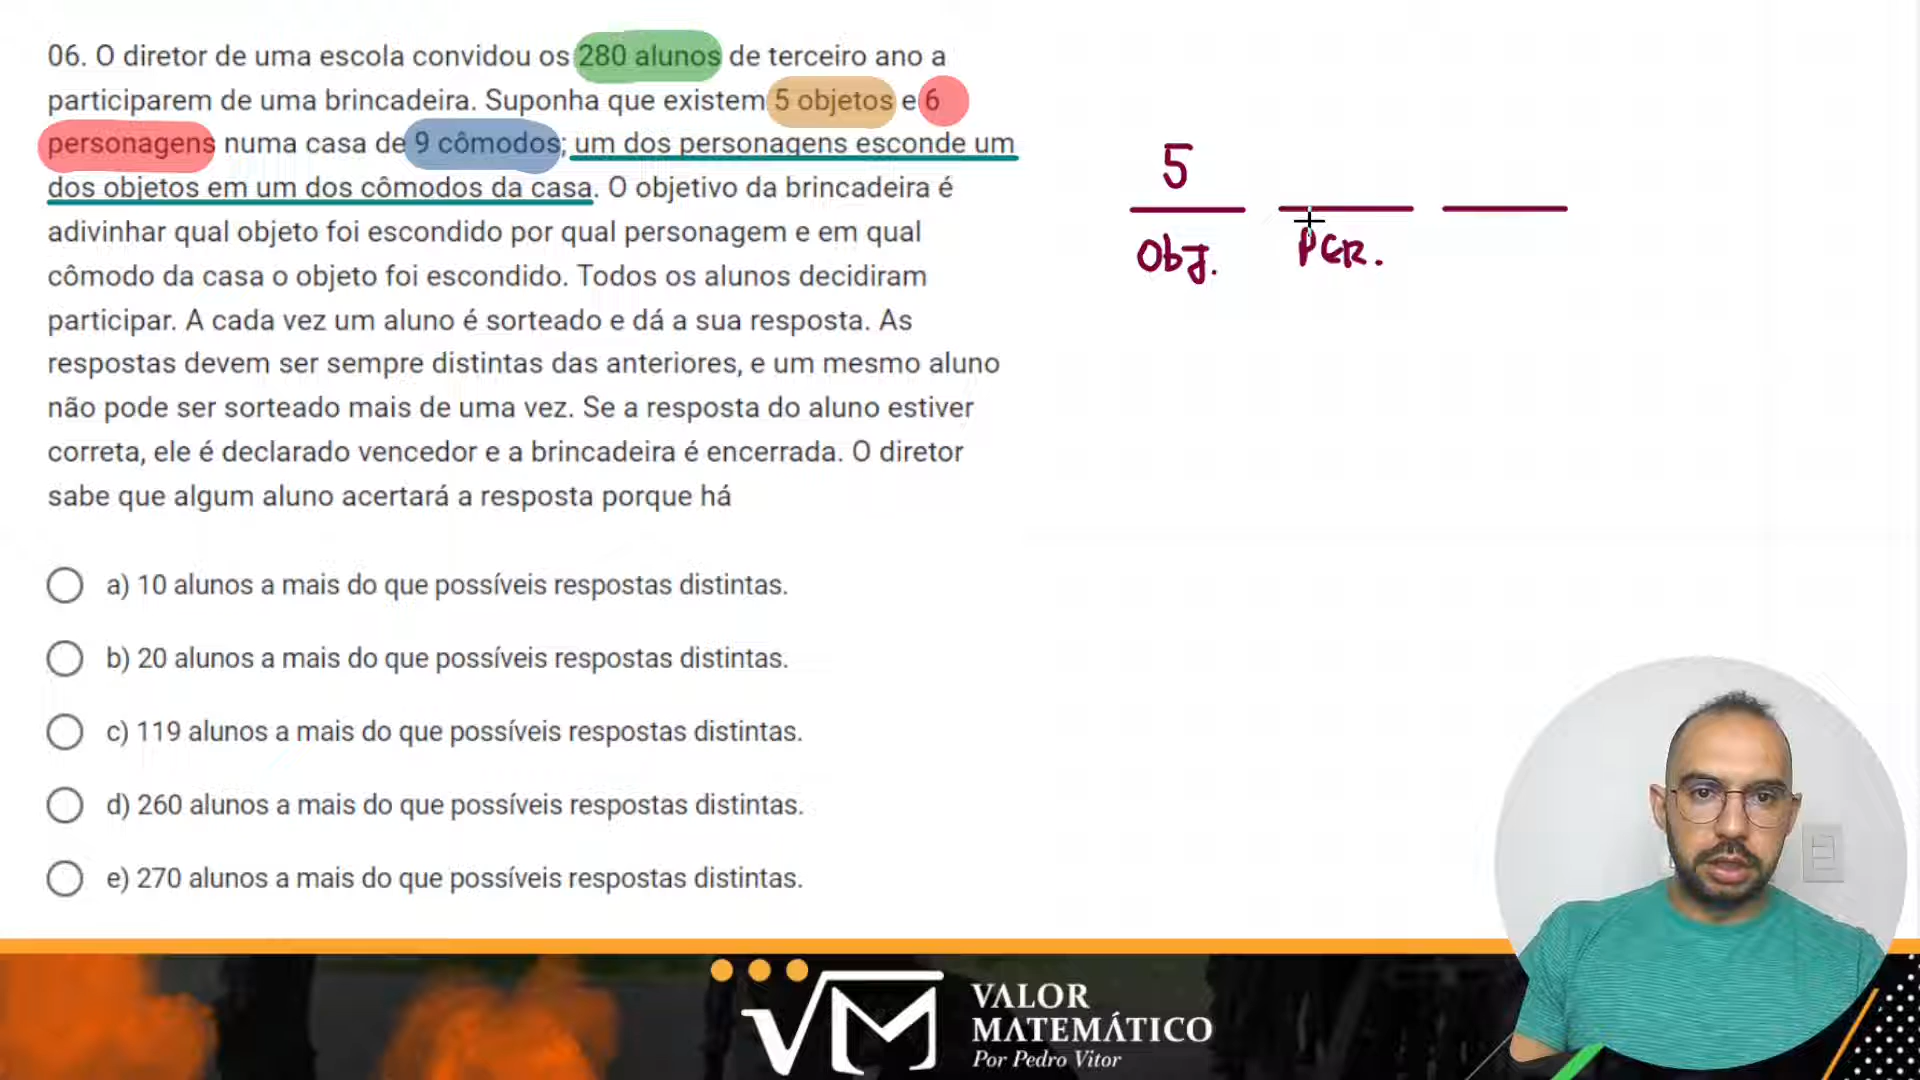 06. O diretor de uma escola convidou os 280 alunos de terceiro ano a
participarem de uma brincadeira. Suponha que existem 5 objetos e 6
personagens numa casa de 9 cômodos; um dos personagens esconde um
dos objetos em um dos cômodos da casa. O objetivo da brincadeira é
adivinhar qual objeto foi escondido por qual personagem e em qual
cômodo da casa o objeto foi escondido. Todos os alunos decidiram
participar. A cada vez um aluno é sorteado e dá a sua resposta. As
respostas devem ser sempre distintas das anteriores, e um mesmo aluno
não pode ser sorteado mais de uma vez. Se a resposta do aluno estiver
correta, ele é declarado vencedor e a brincadeira é encerrada. O diretor
sabe que algum aluno acertará a resposta porque há
a) 10 alunos a mais do que possíveis respostas distintas.
b) 20 alunos a mais do que possíveis respostas distintas.
c) 119 alunos a mais do que possíveis respostas distintas.
d) 260 alunos a mais do que possíveis respostas distintas.
e) 270 alunos a mais do que possíveis respostas distintas.
5
Obj. PER.
VM
VALOR
MATEMÁTICO
Por Pedro Vitor